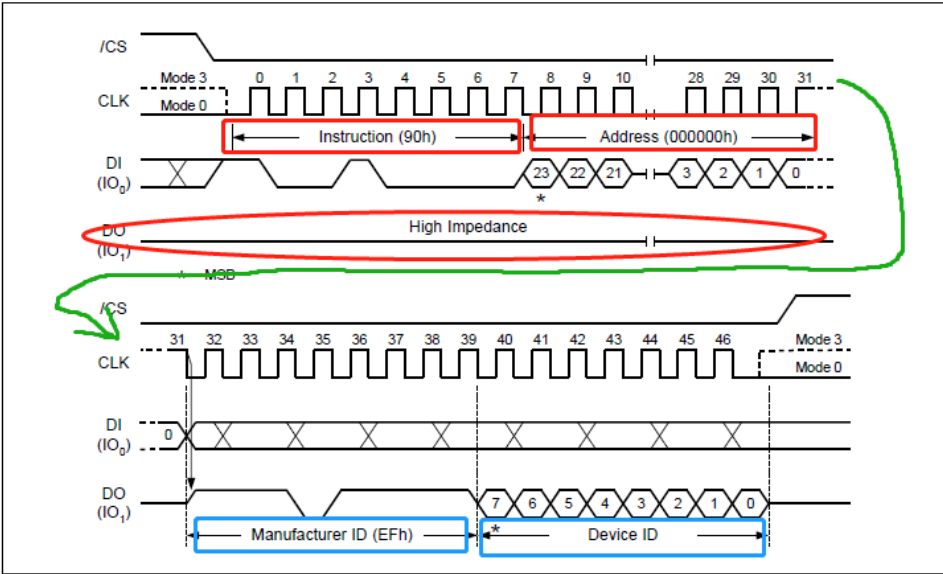 /CS
Mode 3 0 1 2 3 4 5 6 7 8 9 10 28 29 30 31
CLK Mode 0
Instruction (90h) Address (000000h)
DI
(IO0) 23 22 21 3 2 1 0
*
DO High Impedance
(IO1)
* MSB
/CS
31 32 33 34 35 36 37 38 39 40 41 42 43 44 45 46 Mode 3
CLK Mode 0
DI
(IO0) 0
DO
(IO1) 7 6 5 4 3 2 1 0
*
Manufacturer ID (EFh) Device ID